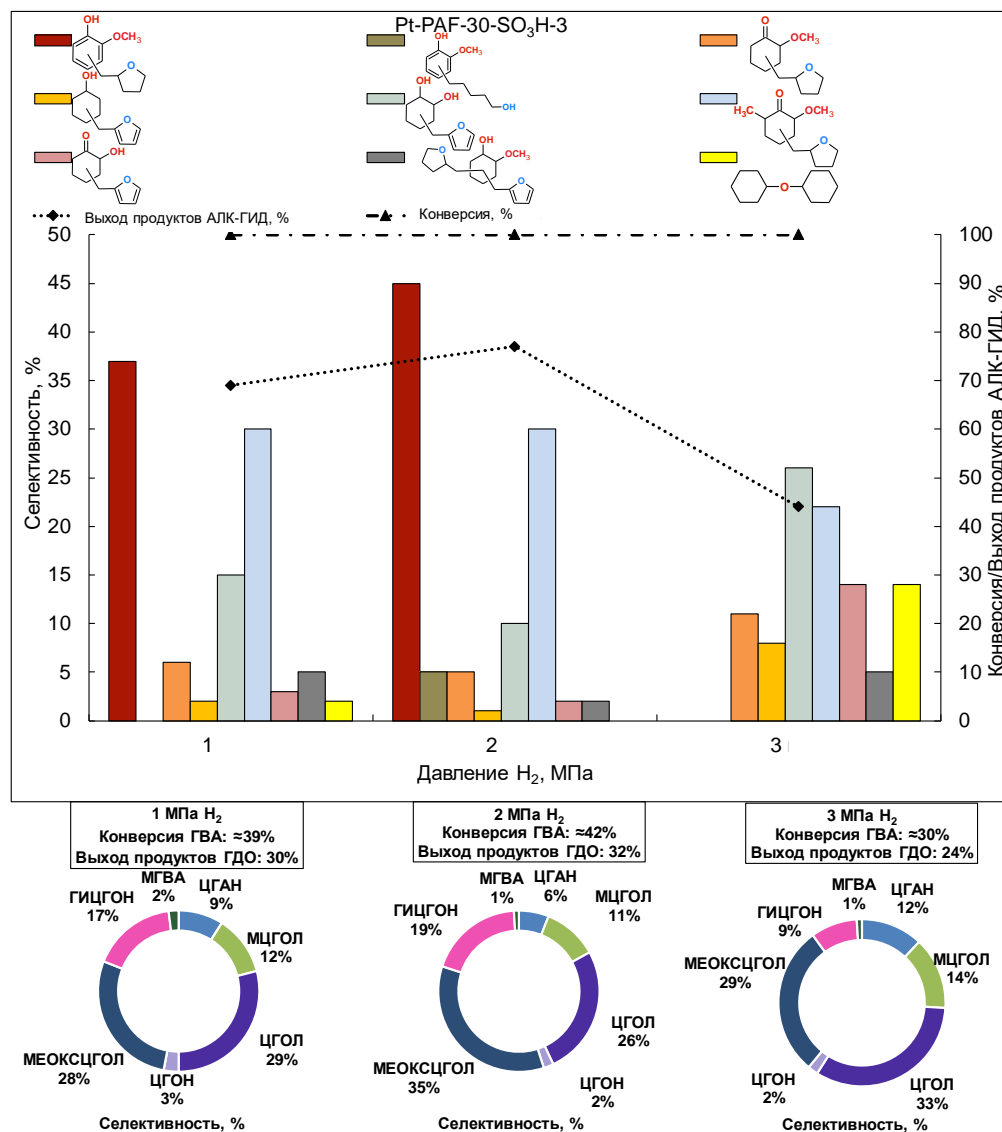 Pt-PAF-30-SO3H-3
OH
OCH3
O
OH
OCH3
OH
O
OCH3
O
OH
O
OH
OH
O
O
H3C
OCH3
O
O
OH
O
O
OH
OCH3
O
O
Выход продуктов АЛК-ГИД, %
Конверсия, %
50
45
40
35
30
25
20
15
10
5
0
Селективность, %
100
90
80
70
60
50
40
30
20
10
0
Конверсия/Выход продуктов АЛК-ГИД, %
1
2
3
Давление H2, МПа
1 МПа H2
Конверсия ГВА: ≈39%
Выход продуктов ГДО: 30%
2 МПа H2
Конверсия ГВА: ≈42%
Выход продуктов ГДО: 32%
3 МПа H2
Конверсия ГВА: ≈30%
Выход продуктов ГДО: 24%
МГВА
2%
ЦГАН
9%
МЦГОЛ
12%
ЦГОЛ
29%
ЦГОН
3%
МЕОКСЦГОЛ
28%
ГИЦГОН
17%
Селективность, %
МГВА
1%
ЦГАН
6%
МЦГОЛ
11%
ЦГОЛ
26%
ЦГОН
2%
МЕОКСЦГОЛ
35%
ГИЦГОН
19%
Селективность, %
МГВА
1%
ЦГАН
12%
МЦГОЛ
14%
ЦГОЛ
33%
ЦГОН
2%
МЕОКСЦГОЛ
29%
ГИЦГОН
9%
Селективность, %